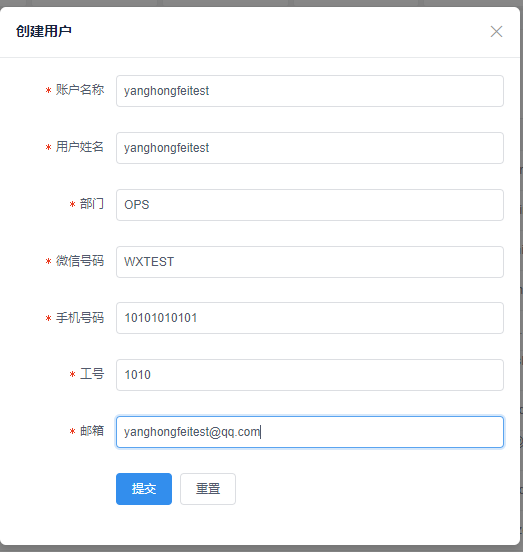 创建用户
* 账户名称 yanghongfeitest
* 用户姓名 yanghongfeitest
* 部门 OPS
* 微信号码 WXTEST
* 手机号码 10101010101
* 工号 1010
* 邮箱 yanghongfeitest@qq.com
提交 重置